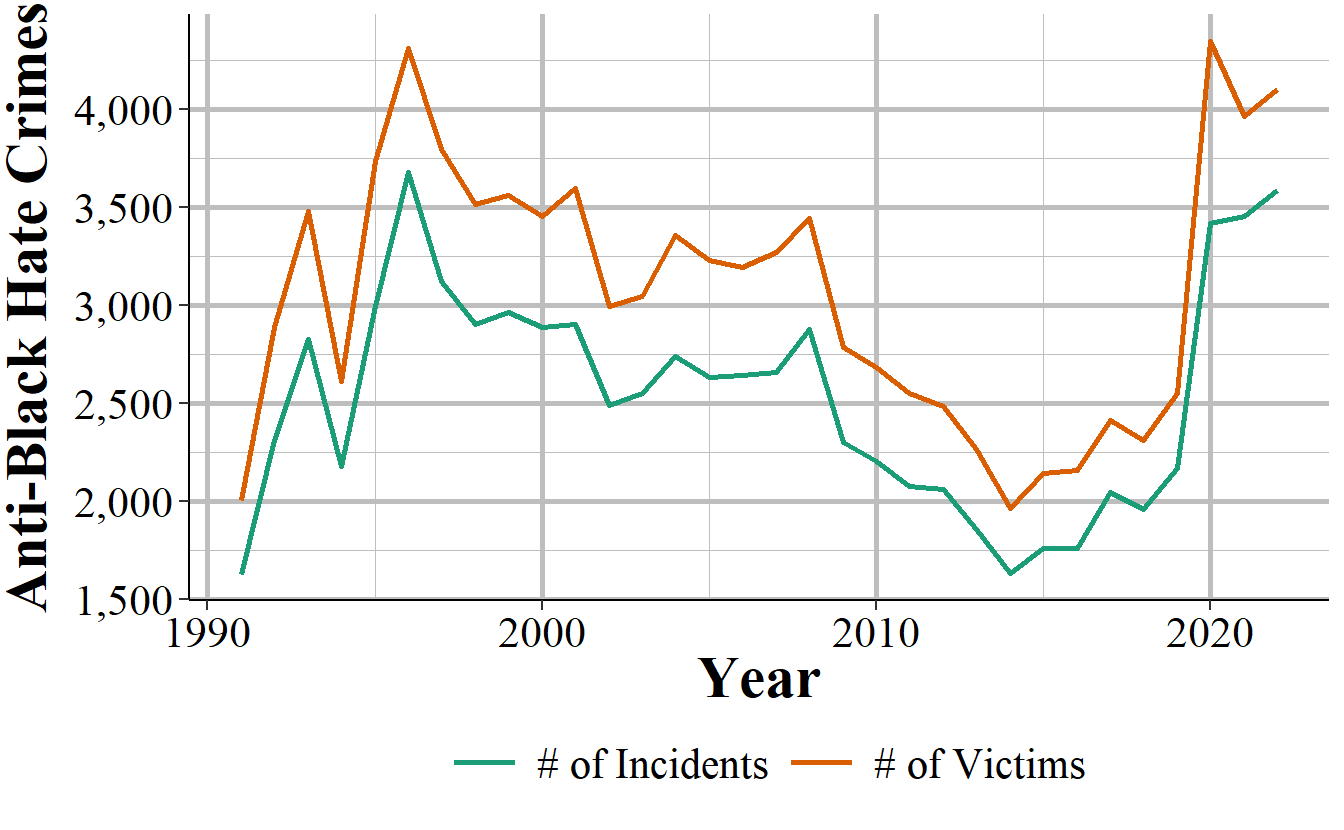 Anti-Black Hate Crimes
4,000
3,500
3,000
2,500
2,000
1,500
1990 2000 2010 2020
Year
# of Incidents # of Victims